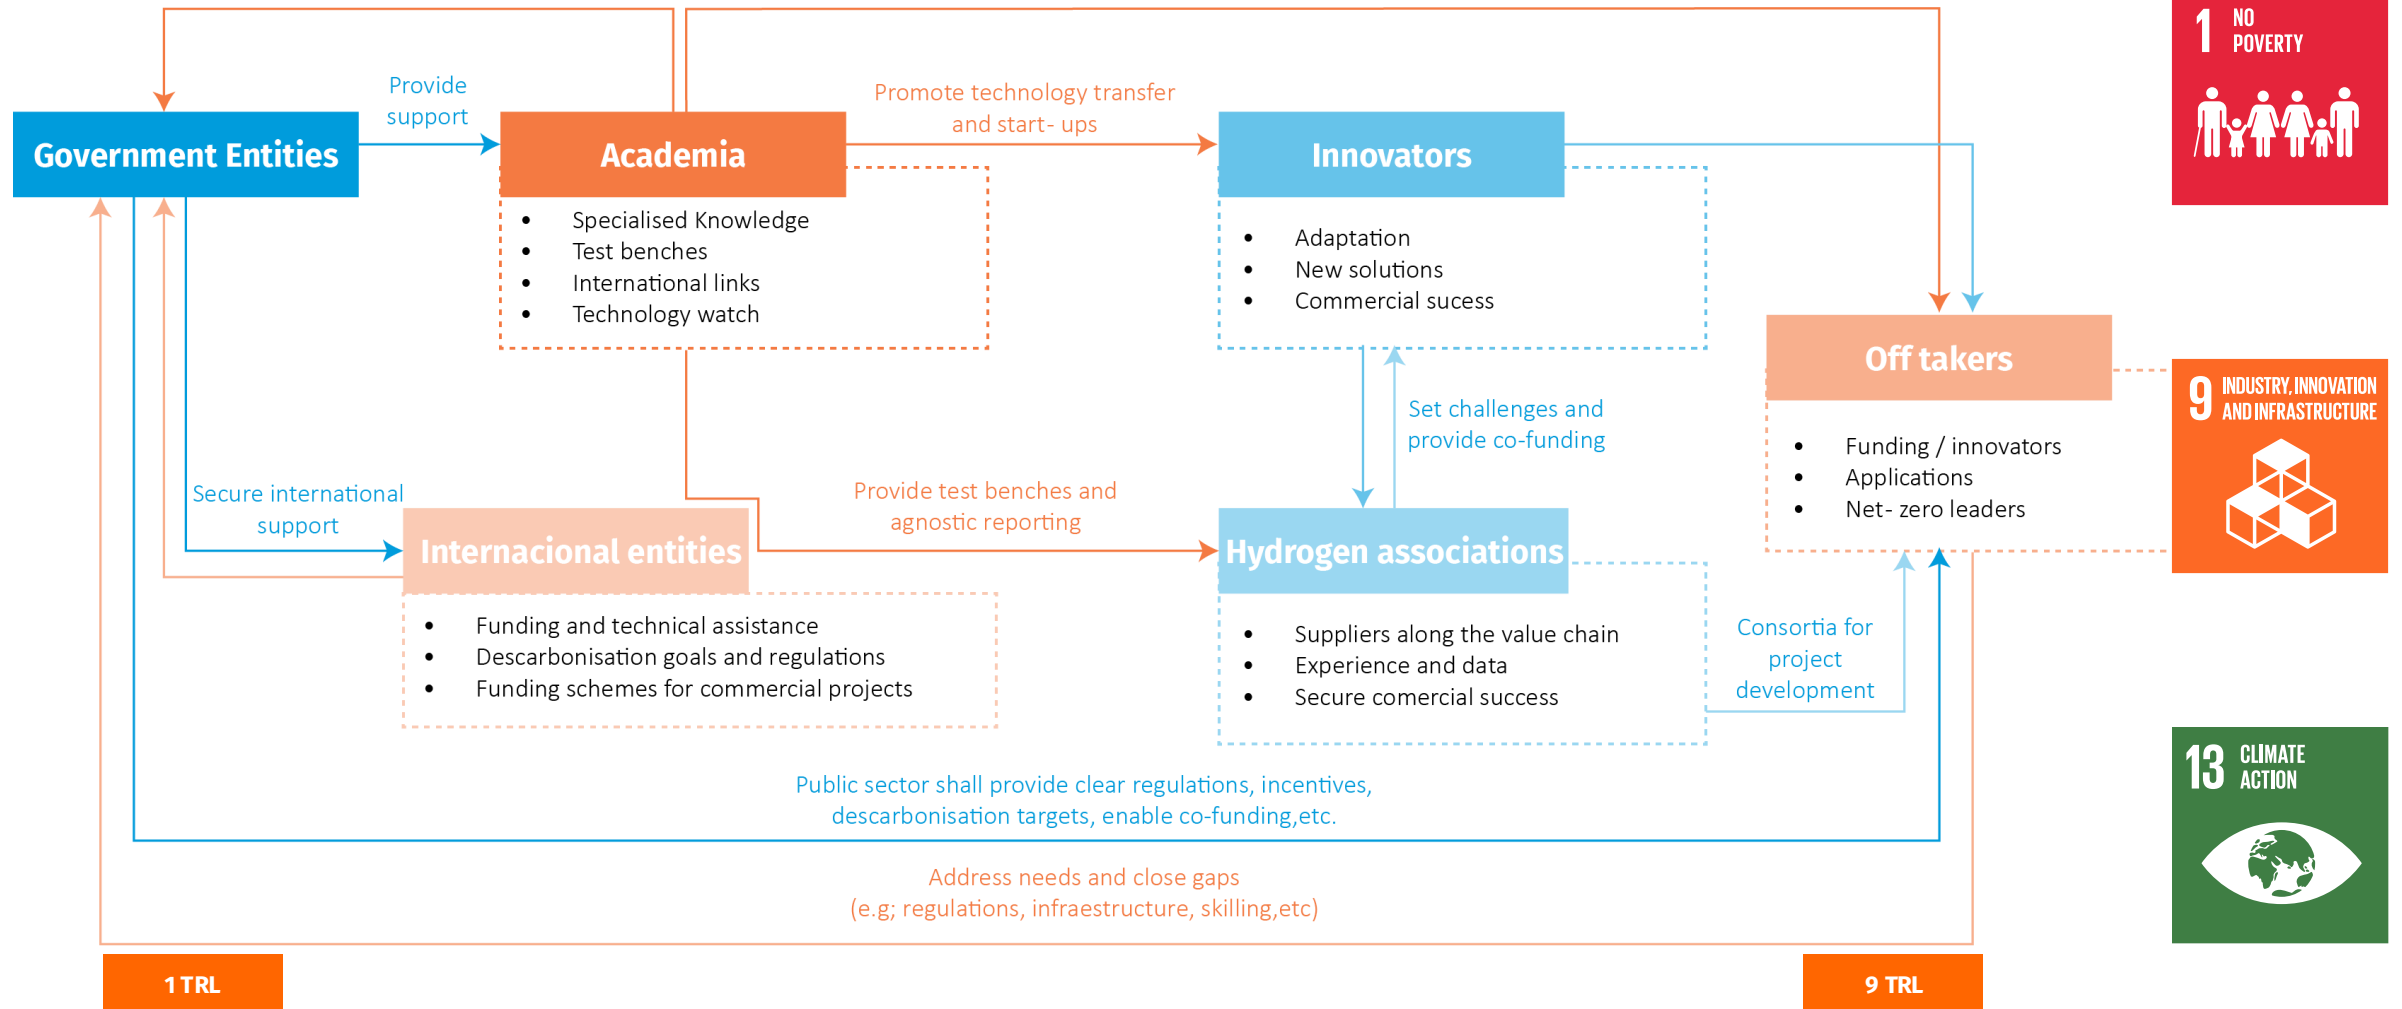 1 NO
POVERTY
Provide
support
Promote technology transfer
and start- ups
Government Entities
Academia
Innovators
• Specialised Knowledge
• Test benches
• International links
• Technology watch
• Adaptation
• New solutions
• Commercial sucess
Off takers
• Funding / innovators
• Applications
• Net- zero leaders
9 INDUSTRY, INNOVATION
AND INFRASTRUCTURE
Set challenges and
provide co-funding
Secure international
support
Provide test benches and
agnostic reporting
Internacional entities
Hydrogen associations
• Funding and technical assistance
• Descarbonisation goals and regulations
• Funding schemes for commercial projects
• Suppliers along the value chain
• Experience and data
• Secure comercial success
Consortia for
project
development
13 CLIMATE
ACTION
Public sector shall provide clear regulations, incentives,
descarbonisation targets, enable co-funding,etc.
Address needs and close gaps
(e.g; regulations, infraestructure, skilling,etc)
1 TRL
9 TRL